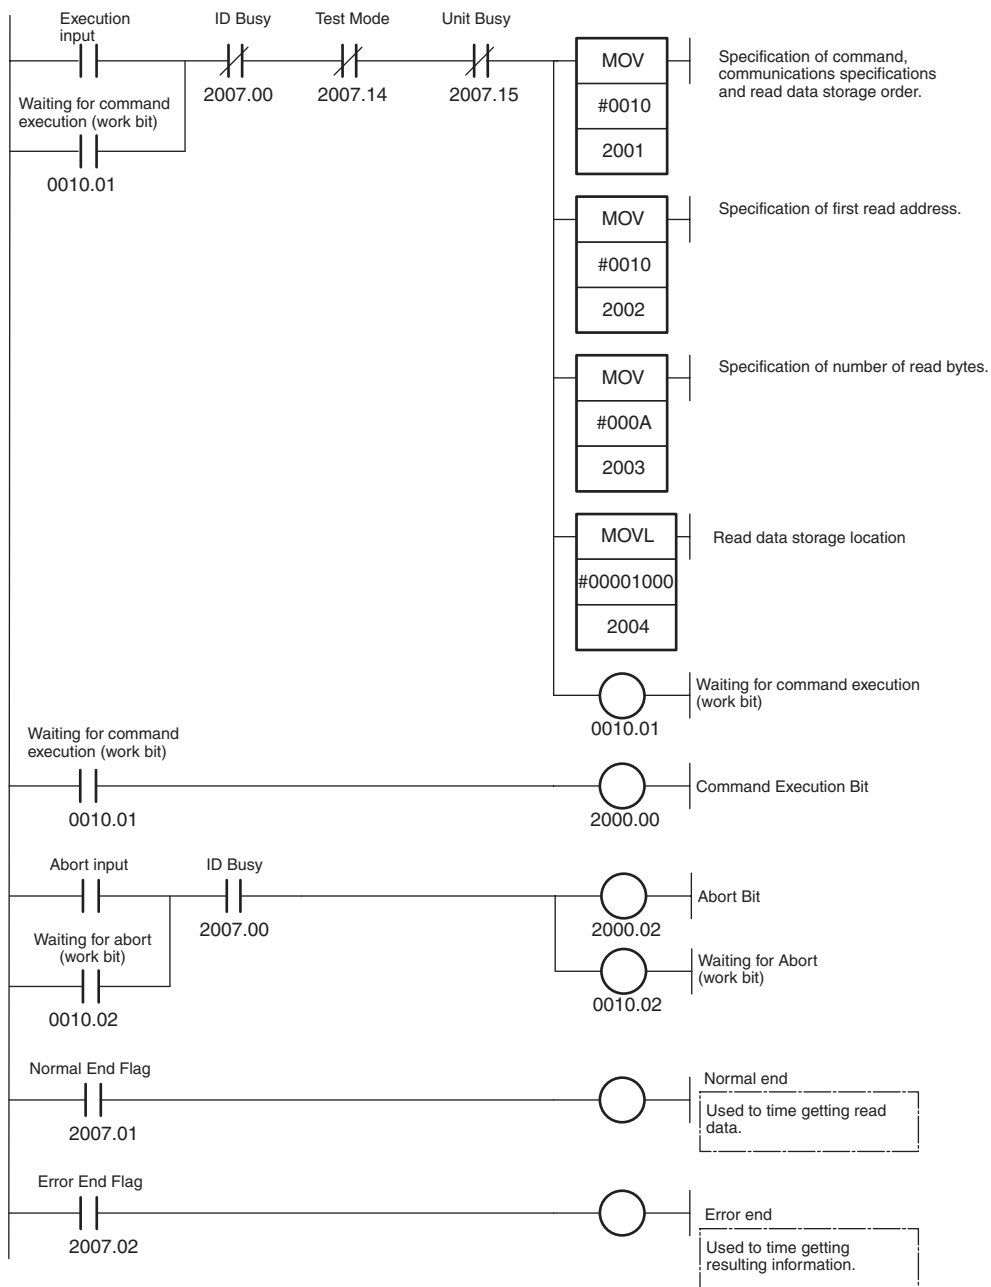 Execution
input
ID Busy
Test Mode
Unit Busy
2007.00
2007.14
2007.15
Waiting for command
execution (work bit)
0010.01
MOV
#0010
2001
Specification of command,
communications specifications
and read data storage order.
MOV
#0010
2002
Specification of first read address.
MOV
#000A
2003
Specification of number of read bytes.
MOVL
#00001000
2004
Read data storage location
0010.01
Waiting for command execution
(work bit)
Waiting for command
execution (work bit)
0010.01
2000.00
Command Execution Bit
Abort input
ID Busy
2007.00
2000.02
Abort Bit
Waiting for abort
(work bit)
0010.02
0010.02
Waiting for Abort
(work bit)
Normal End Flag
2007.01
Normal end
Used to time getting read
data.
Error End Flag
2007.02
Error end
Used to time getting
resulting information.